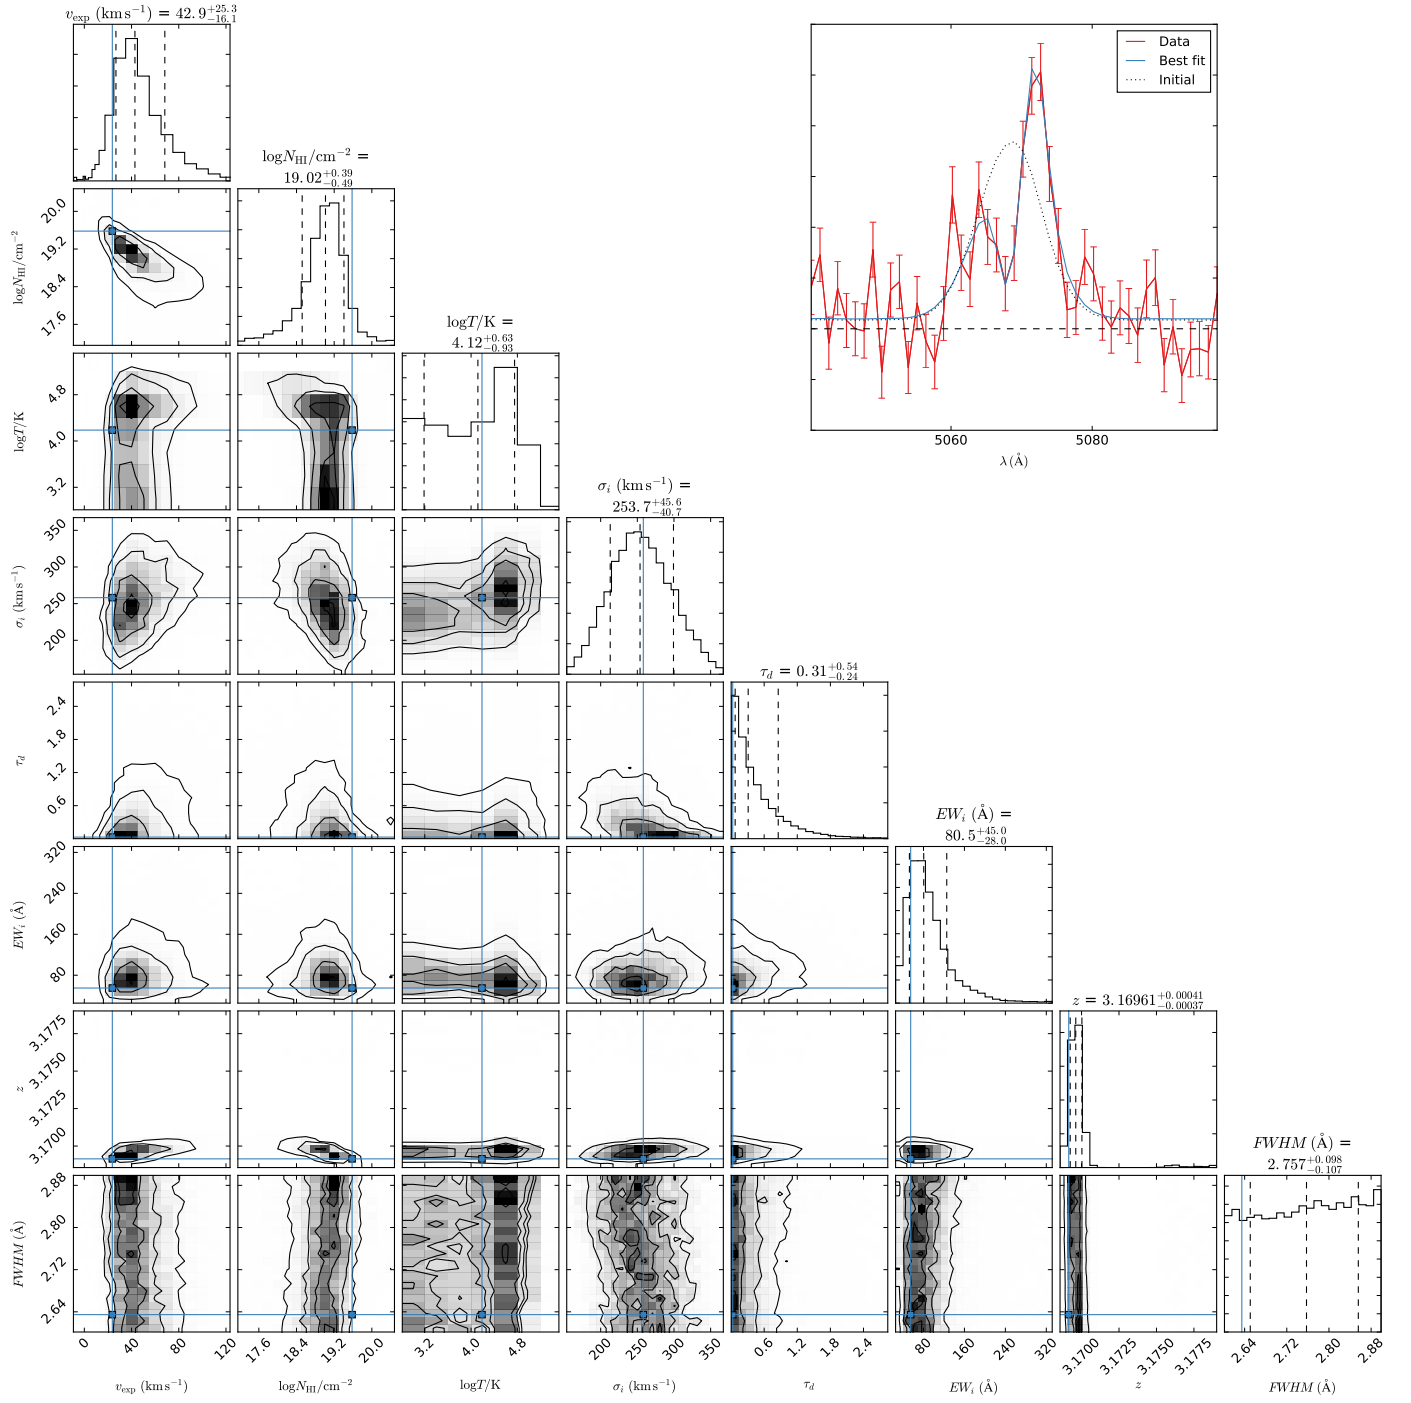 v_exp (km s⁻¹) = 42.9 +25.3 −16.1
Data
Best fit
Initial
logN_HI/cm⁻² =
19.02 +0.39 −0.49
20.0
19.2
18.4
17.6
logN_HI/cm⁻²
5060 5080
λ (Å)
logT/K =
4.12 +0.63 −0.93
4.8
4.0
3.2
logT/K
σ_i (km s⁻¹) =
253.7 +45.6 −40.7
350
300
250
200
σ_i (km s⁻¹)
τ_d = 0.31 +0.54 −0.24
2.4
1.8
1.2
0.6
τ_d
EW_i (Å) =
80.5 +45.0 −28.0
320
240
160
80
EW_i (Å)
z = 3.16961 +0.00041 −0.00037
3.1775
3.1750
3.1725
3.1700
z
FWHM (Å) =
2.757 +0.098 −0.107
2.88
2.80
2.72
2.64
FWHM (Å)
0 40 80 120 17.6 18.4 19.2 20.0 3.2 4.0 4.8 200 250 300 350 0.6 1.2 1.8 2.4 80 160 240 320 3.1700 3.1725 3.1750 3.1775 2.64 2.72 2.80 2.88
v_exp (km s⁻¹) logN_HI/cm⁻² logT/K σ_i (km s⁻¹) τ_d EW_i (Å) z FWHM (Å)